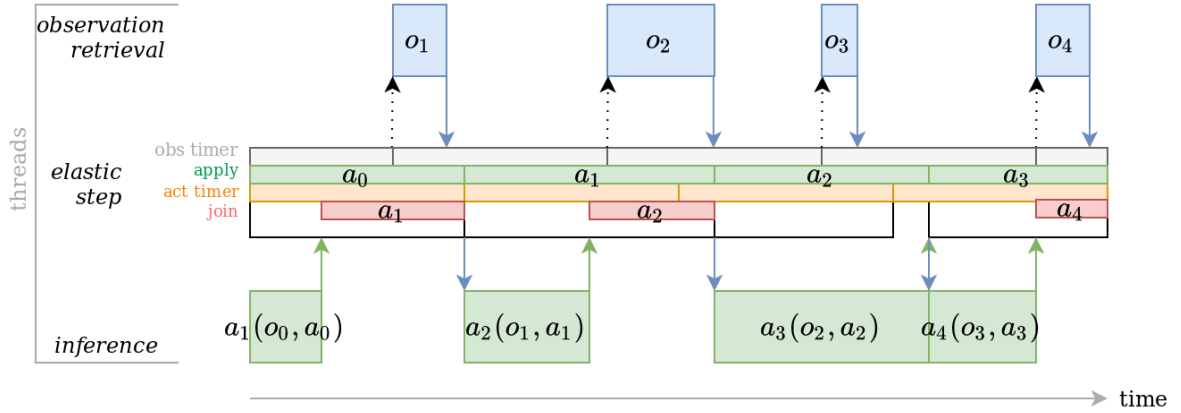 observation
retrieval
o₁
o₂
o₃
o₄
threads
elastic
step
obs timer
apply
act timer
join
a₀
a₁
a₂
a₃
a₁
a₂
a₄
inference
a₁(o₀, a₀)
a₂(o₁, a₁)
a₃(o₂, a₂)
a₄(o₃, a₃)
time